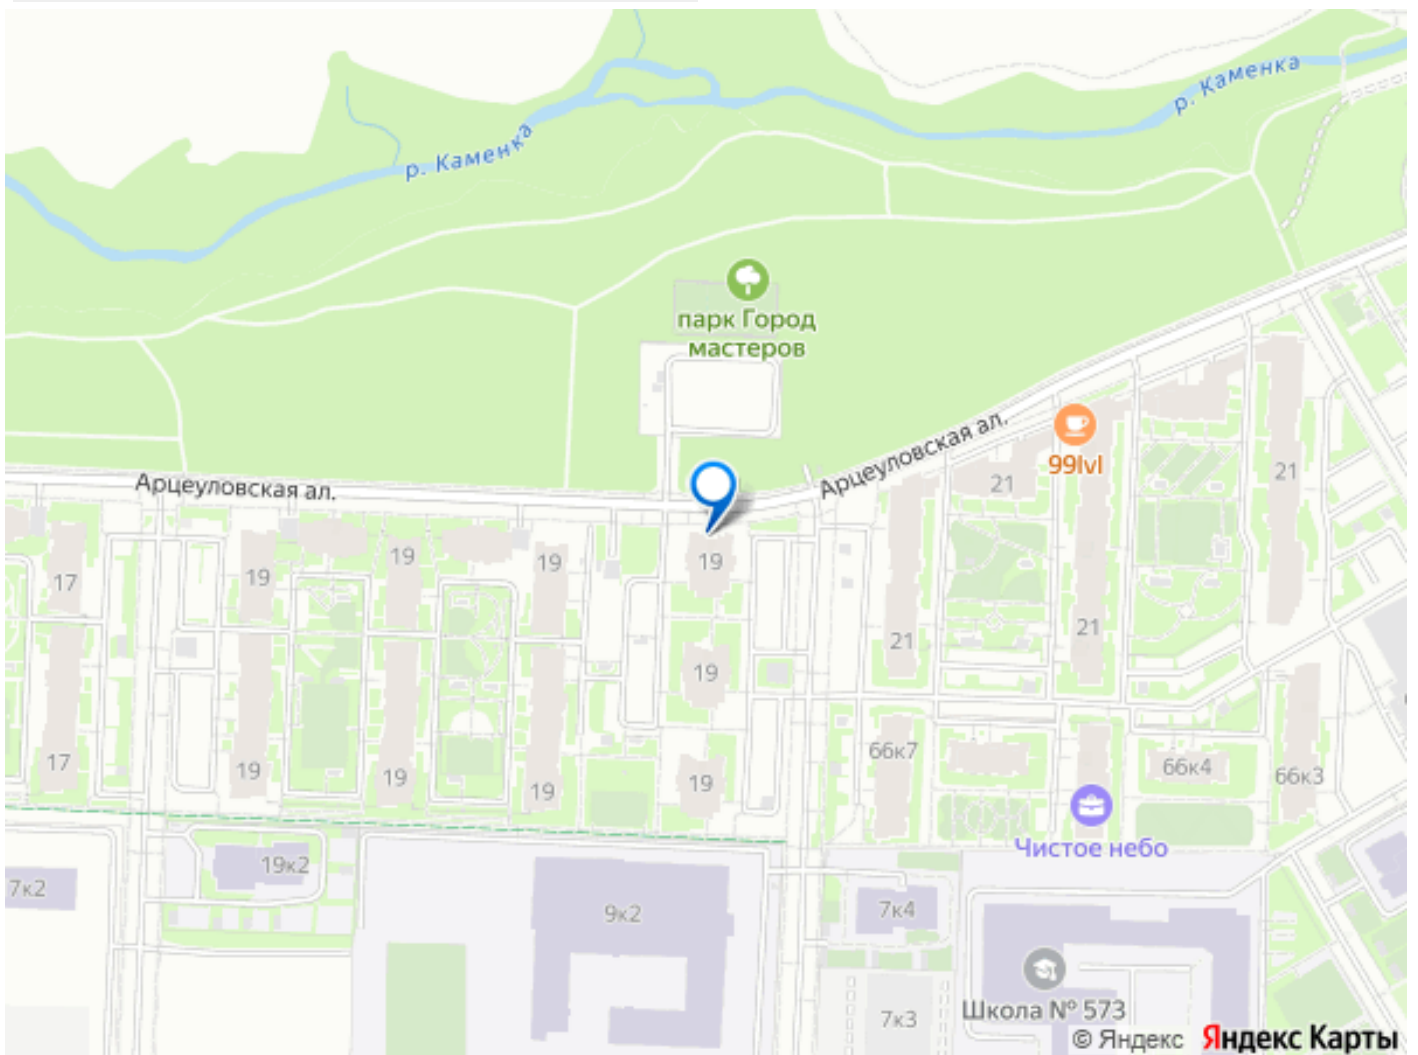 р. Каменка
р. Каменка
парк Город
мастеров
Арцеуловская ал.
99lvl
Арцеуловская ал.
21
21
19
19
19
19
17
21
21
19
66к7
66к4
66к3
17
19
19
19
19
Чистое небо
19к2
7к2
9к2
7к4
Школа № 573
7к3
© Яндекс Яндекс Карты